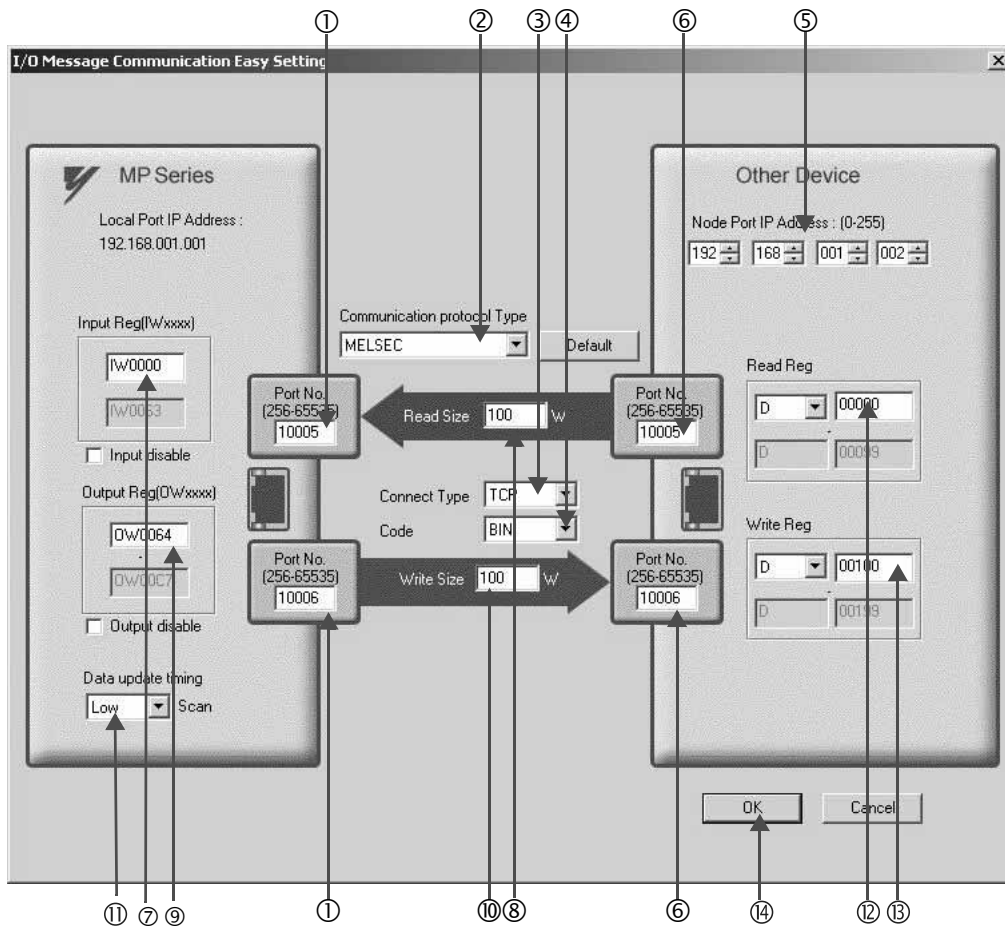 ① ② ③ ④ ⑥ ⑤
I/O Message Communication Easy Setting
MP Series
Local Port IP Address :
192.168.001.001
Input Reg(IWxxxx)
IW0000
-
IW0063
Input disable
Output Reg(OWxxxx)
OW0064
-
OW00C7
Output disable
Data update timing
Low Scan
Communication protocol Type
MELSEC Default
Port No.
(256-65535)
10005
Read Size 100 W
Port No.
(256-65535)
10005
Connect Type TCP
Code BIN
Port No.
(256-65535)
10006
Write Size 100 W
Port No.
(256-65535)
10006
Other Device
Node Port IP Address : (0-255)
192 168 001 002
Read Reg
D 00000
-
D 00099
Write Reg
D 00100
-
D 00199
OK Cancel
⑪ ⑦ ⑨ ① ⑩ ⑧ ⑥ ⑭ ⑫ ⑬